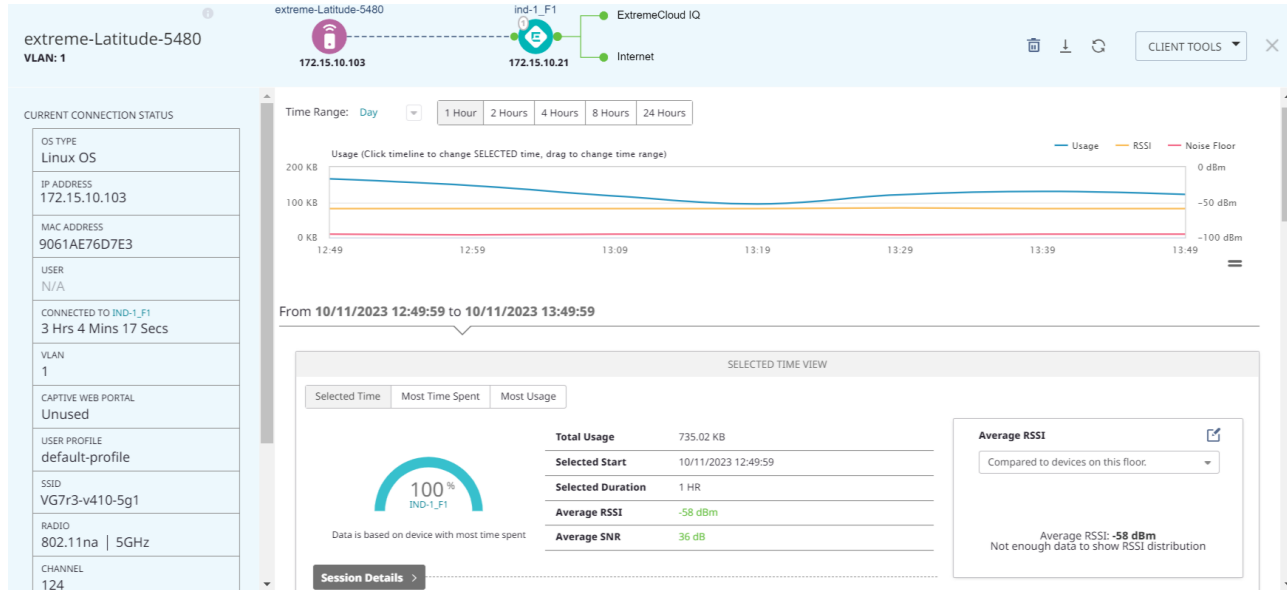 extreme-Latitude-5480
VLAN: 1
extreme-Latitude-5480
172.15.10.103
ind-1_F1
1
172.15.10.21
ExtremeCloud IQ
Internet
CLIENT TOOLS
CURRENT CONNECTION STATUS
OS TYPE
Linux OS
IP ADDRESS
172.15.10.103
MAC ADDRESS
9061AE76D7E3
USER
N/A
CONNECTED TO IND-1_F1
3 Hrs 4 Mins 17 Secs
VLAN
1
CAPTIVE WEB PORTAL
Unused
USER PROFILE
default-profile
SSID
VG7r3-v410-5g1
RADIO
802.11na | 5GHz
CHANNEL
124
Time Range: Day 1 Hour 2 Hours 4 Hours 8 Hours 24 Hours
Usage (Click timeline to change SELECTED time, drag to change time range)
Usage RSSI Noise Floor
200 KB 0 dBm
100 KB −50 dBm
0 KB −100 dBm
12:49 12:59 13:09 13:19 13:29 13:39 13:49
From 10/11/2023 12:49:59 to 10/11/2023 13:49:59
SELECTED TIME VIEW
Selected Time Most Time Spent Most Usage
100 %
IND-1_F1
Data is based on device with most time spent
Total Usage 735.02 KB
Selected Start 10/11/2023 12:49:59
Selected Duration 1 HR
Average RSSI -58 dBm
Average SNR 36 dB
Average RSSI
Compared to devices on this floor.
Average RSSI: -58 dBm
Not enough data to show RSSI distribution
Session Details >